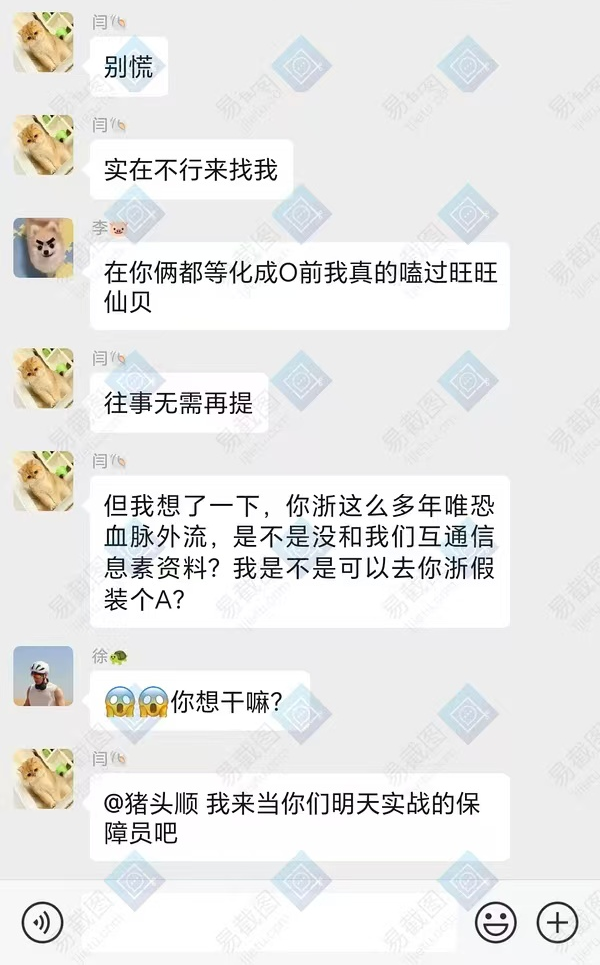 闫🐚
别慌
闫🐚
实在不行来找我
李🐷
在你俩都等化成O前我真的嗑过旺旺
仙贝
闫🐚
往事无需再提
闫🐚
但我想了一下，你浙这么多年唯恐
血脉外流，是不是没和我们互通信
息素资料？我是不是可以去你浙假
装个A？
徐🐢
😱😱你想干嘛？
闫🐚
@猪头顺 我来当你们明天实战的保
障员吧
易截图